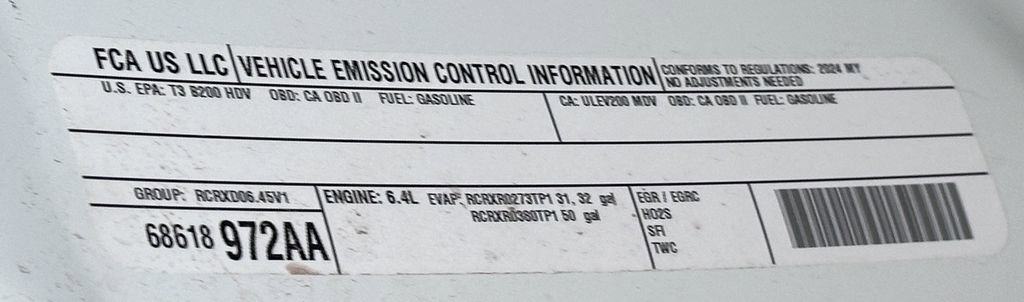 FCA US LLC
VEHICLE EMISSION CONTROL INFORMATION
CONFORMS TO REGULATIONS: 2024 MY
NO ADJUSTMENTS NEEDED
U.S. EPA: T3 B200 HDV OBD: CA OBD II FUEL: GASOLINE
CA: ULEV200 MDV OBD: CA OBD II FUEL: GASOLINE
GROUP: RCRXD06.45V1
68618 972AA
ENGINE: 6.4L EVAP: RCRXR0273TP1 31, 32 gal
RCRXR0360TP1 50 gal
EGR / EGRC
HO2S
SFI
TWC